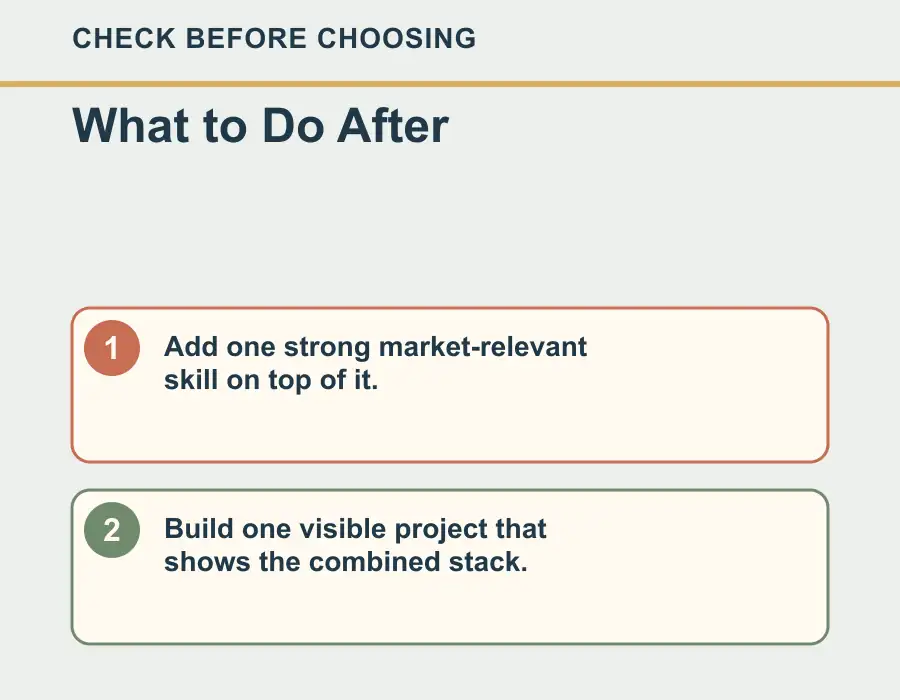 CHECK BEFORE CHOOSING
What to Do After
1
Add one strong market-relevant
skill on top of it.
2
Build one visible project that
shows the combined stack.